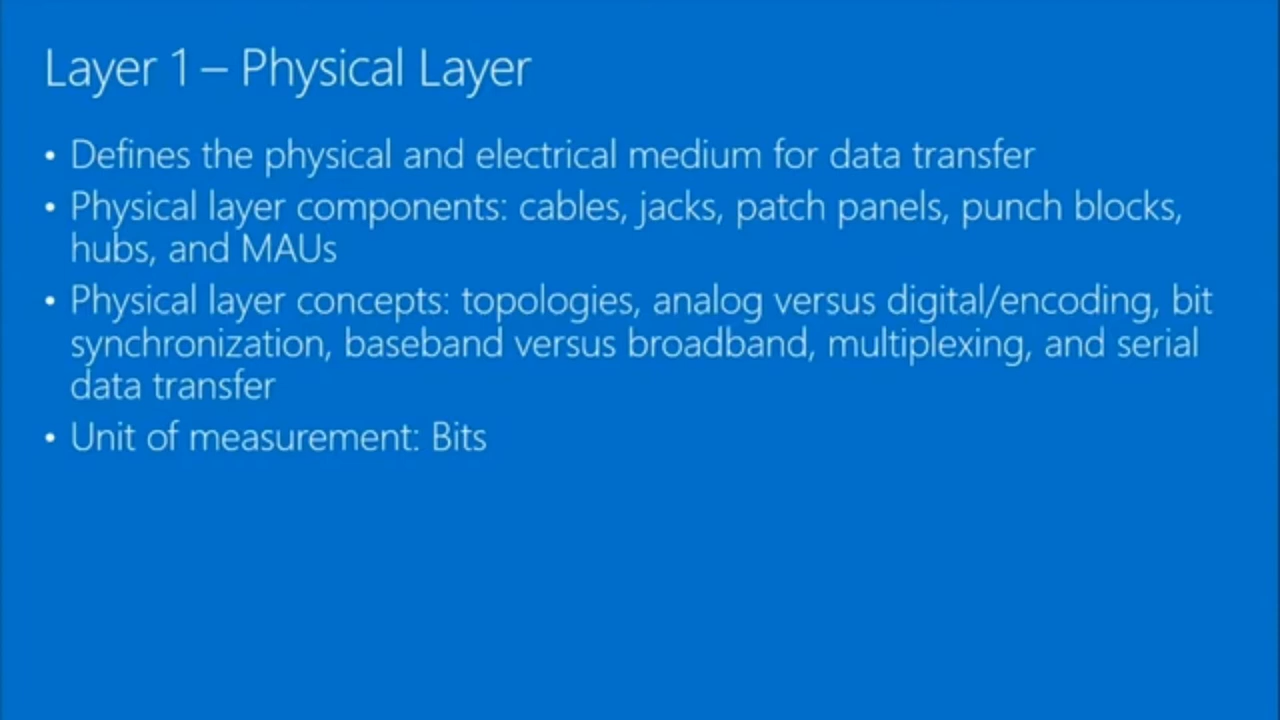 Layer 1 – Physical Layer
• Defines the physical and electrical medium for data transfer
• Physical layer components: cables, jacks, patch panels, punch blocks,
hubs, and MAUs
• Physical layer concepts: topologies, analog versus digital/encoding, bit
synchronization, baseband versus broadband, multiplexing, and serial
data transfer
• Unit of measurement: Bits